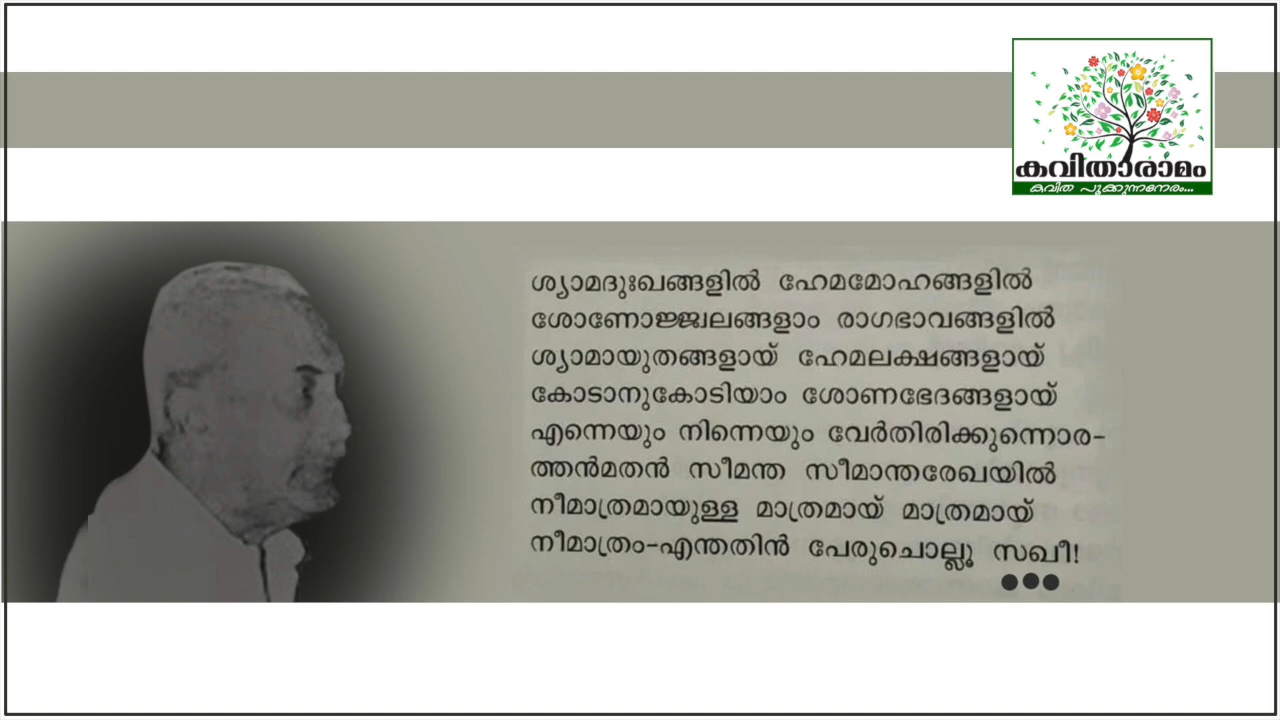 കവിതാരാമം
കവിത പൂക്കുന്നനേരം...
ശ്യാമദുഃഖങ്ങളിൽ ഹേമമോഹങ്ങളിൽ
ശോണോജ്ജ്വലങ്ങളാം രാഗഭാവങ്ങളിൽ
ശ്യാമായുതങ്ങളായ് ഹേമലക്ഷങ്ങളായ്
കോടാനുകോടിയാം ശോണഭേദങ്ങളായ്
എന്നെയും നിന്നെയും വേർതിരിക്കുന്നൊര-
ത്തൻമതൻ സീമന്ത സീമാന്തരേഖയിൽ
നീമാത്രമായുള്ള മാത്രമായ് മാത്രമായ്
നീമാത്രം-എന്തതിൻ പേരുചൊല്ലൂ സഖീ!